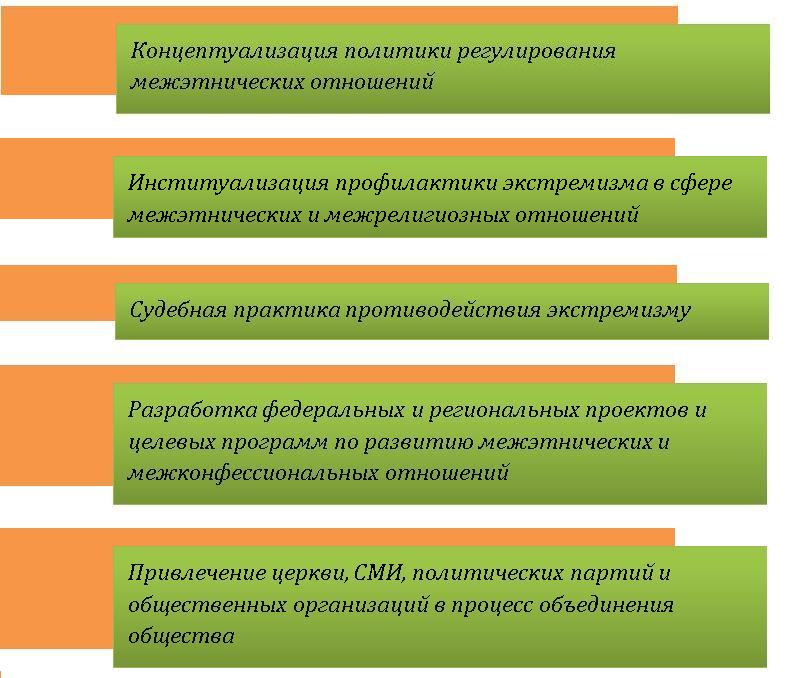 Концептуализация политики регулирования
межэтнических отношений
Институализация профилактики экстремизма в сфере
межэтнических и межрелигиозных отношений
Судебная практика противодействия экстремизму
Разработка федеральных и региональных проектов и
целевых программ по развитию межэтнических и
межконфессиональных отношений
Привлечение церкви, СМИ, политических партий и
общественных организаций в процесс объединения
общества